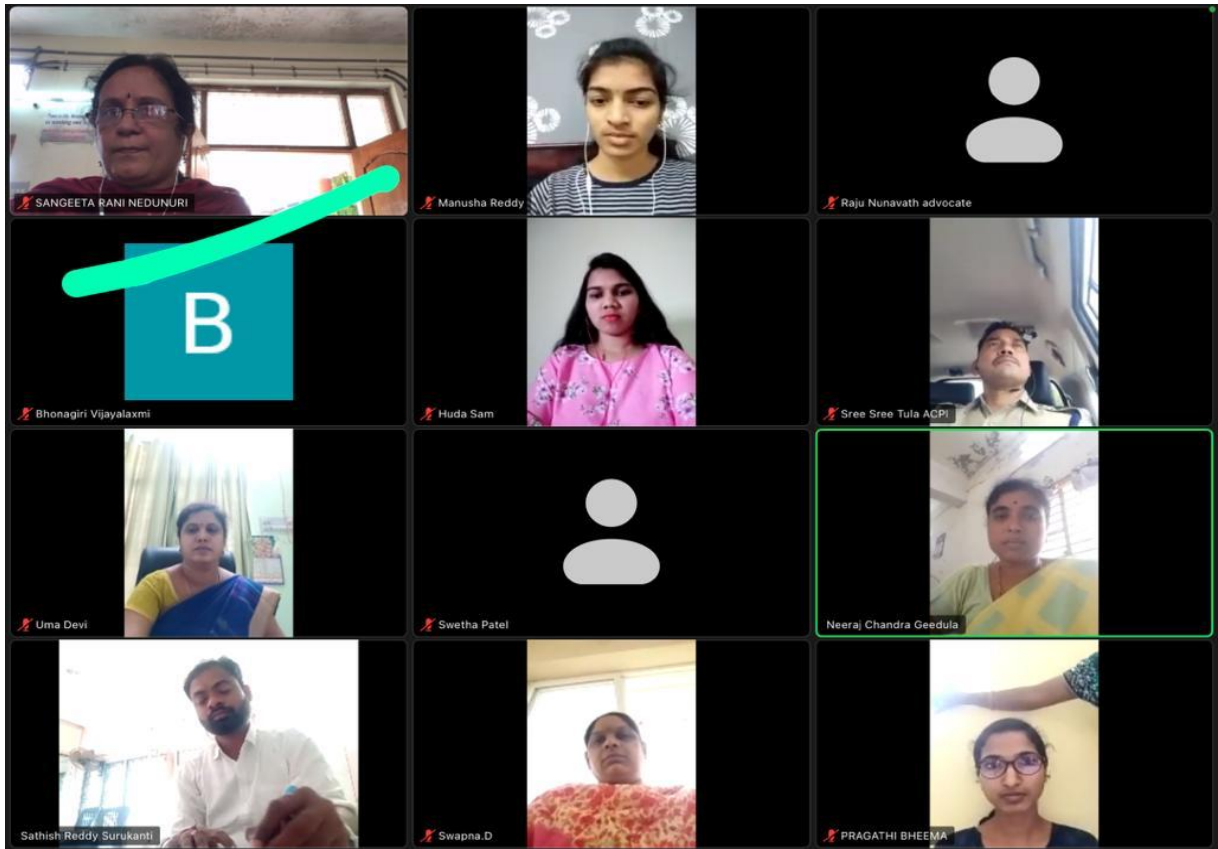 SANGEETA RANI NEDUNURI
Manusha Reddy
Raju Nunavath advocate
B
Bhonagiri Vijayalaxmi
Huda Sam
Sree Sree Tula ACPI
Uma Devi
Swetha Patel
Neeraj Chandra Geedula
Sathish Reddy Surukanti
Swapna.D
PRAGATHI BHEEMA